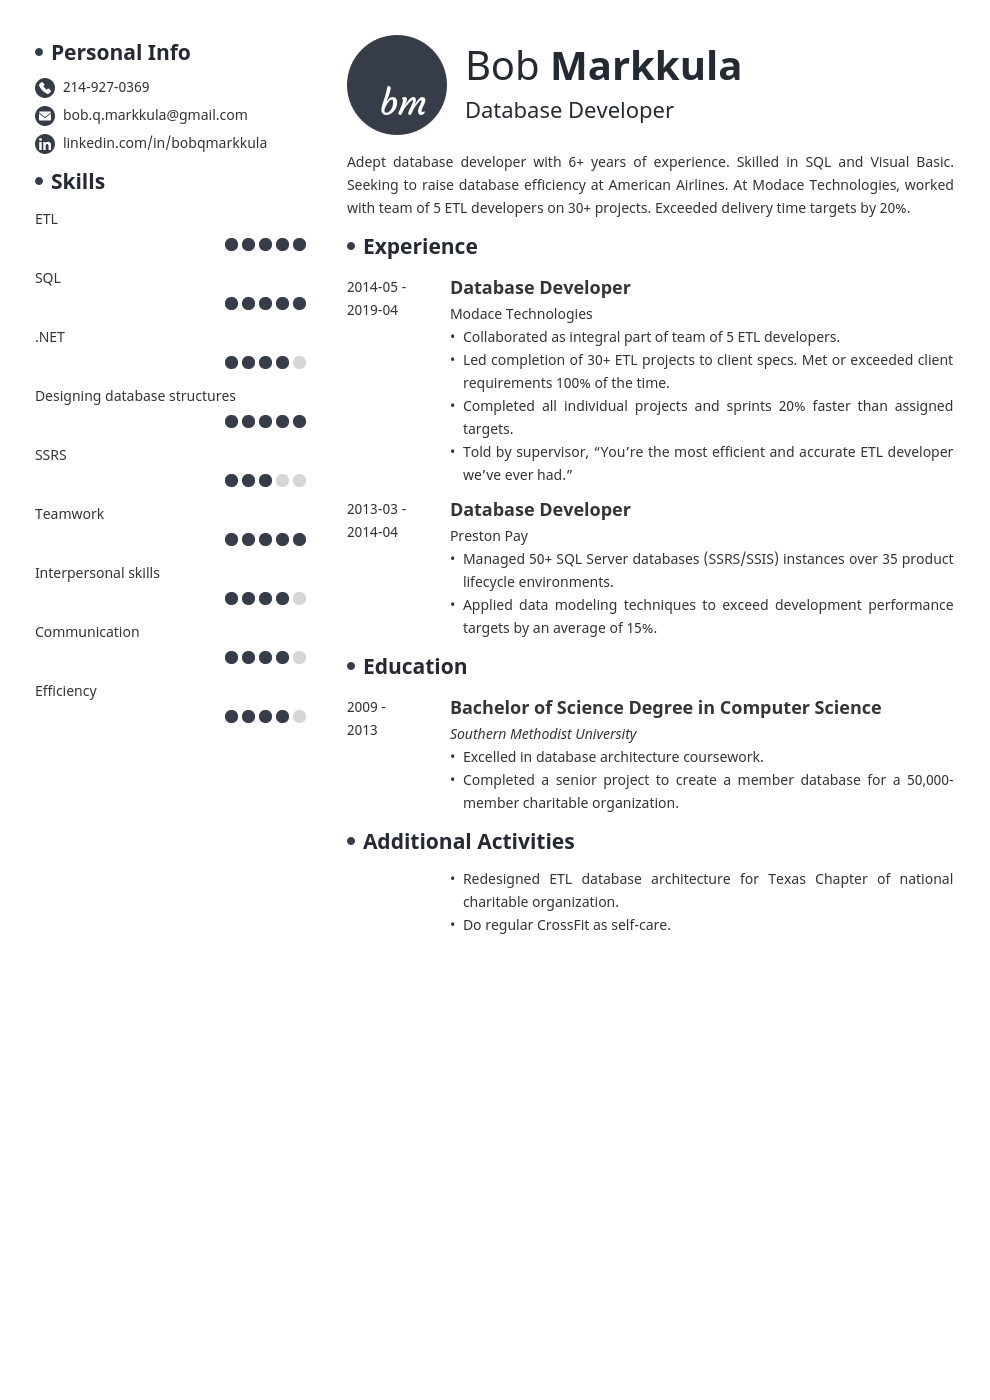 Personal Info
214-927-0369
bob.q.markkula@gmail.com
linkedin.com/in/bobqmarkkula
Skills
ETL
SQL
.NET
Designing database structures
SSRS
Teamwork
Interpersonal skills
Communication
Efficiency
bm
Bob Markkula
Database Developer
Adept database developer with 6+ years of experience. Skilled in SQL and Visual Basic.
Seeking to raise database efficiency at American Airlines. At Modace Technologies, worked
with team of 5 ETL developers on 30+ projects. Exceeded delivery time targets by 20%.
Experience
2014-05 -
2019-04
Database Developer
Modace Technologies
• Collaborated as integral part of team of 5 ETL developers.
• Led completion of 30+ ETL projects to client specs. Met or exceeded client
requirements 100% of the time.
• Completed all individual projects and sprints 20% faster than assigned
targets.
• Told by supervisor, “You’re the most efficient and accurate ETL developer
we’ve ever had.”
2013-03 -
2014-04
Database Developer
Preston Pay
• Managed 50+ SQL Server databases (SSRS/SSIS) instances over 35 product
lifecycle environments.
• Applied data modeling techniques to exceed development performance
targets by an average of 15%.
Education
2009 -
2013
Bachelor of Science Degree in Computer Science
Southern Methodist University
• Excelled in database architecture coursework.
• Completed a senior project to create a member database for a 50,000-
member charitable organization.
Additional Activities
• Redesigned ETL database architecture for Texas Chapter of national
charitable organization.
• Do regular CrossFit as self-care.